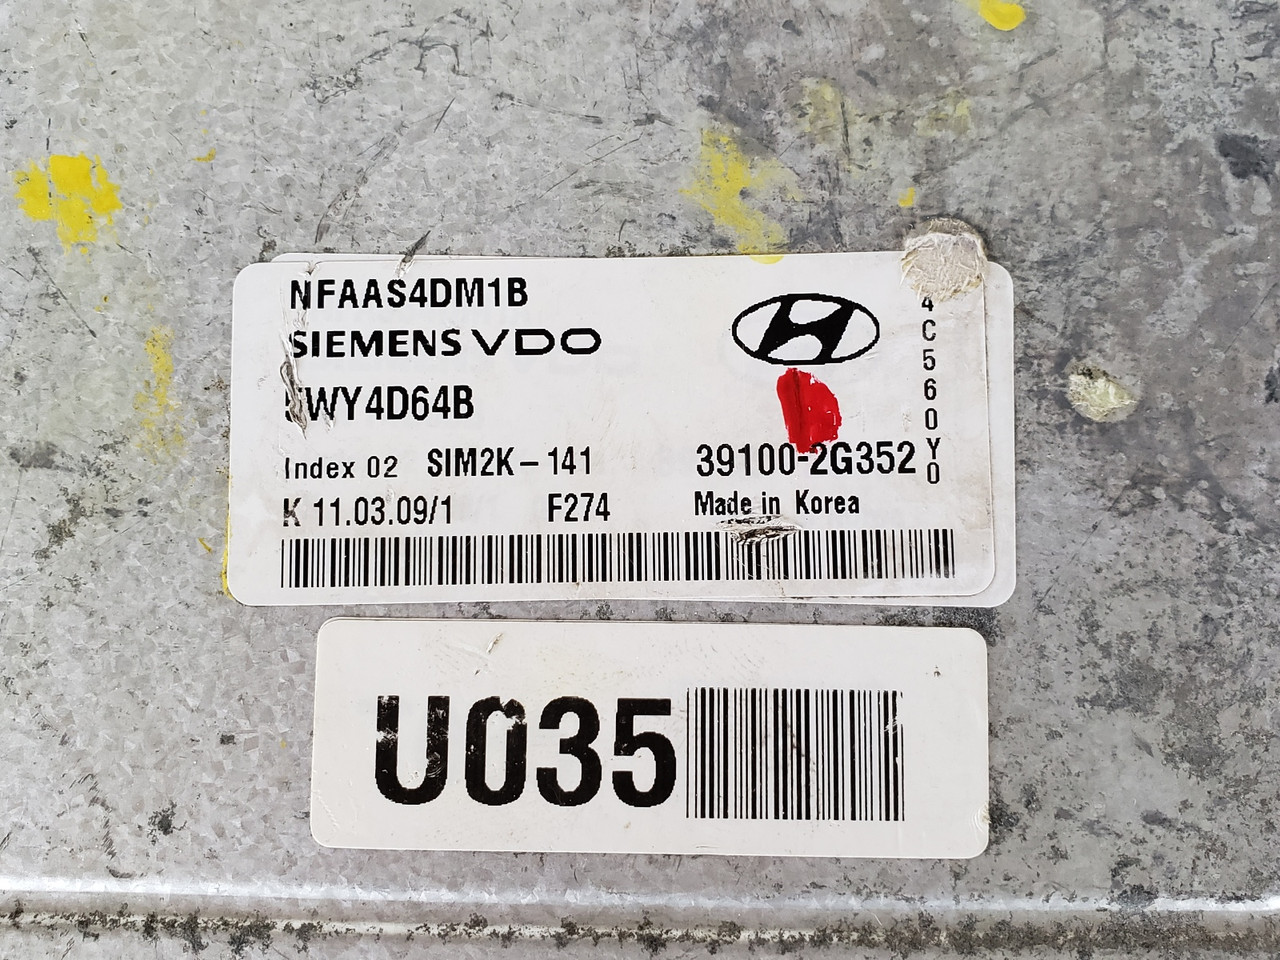 NFAAS4DM1B
SIEMENS VDO
WY4D64B
Index 02 SIM2K-141
39100-2G352
K 11.03.09/1 F274
Made in Korea
4C560Y0
U035